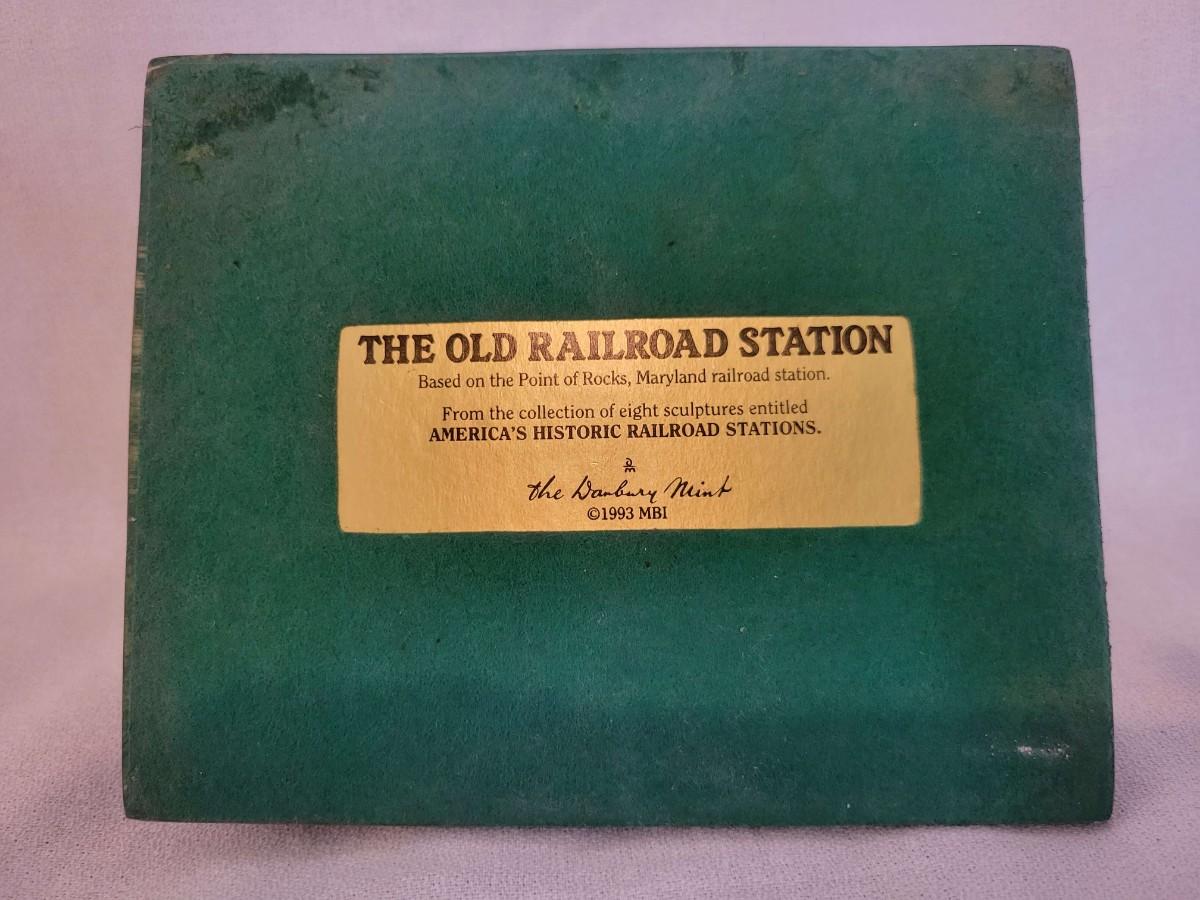 THE OLD RAILROAD STATION
Based on the Point of Rocks, Maryland railroad station.
From the collection of eight sculptures entitled
AMERICA'S HISTORIC RAILROAD STATIONS.
the Danbury Mint
©1993 MBI